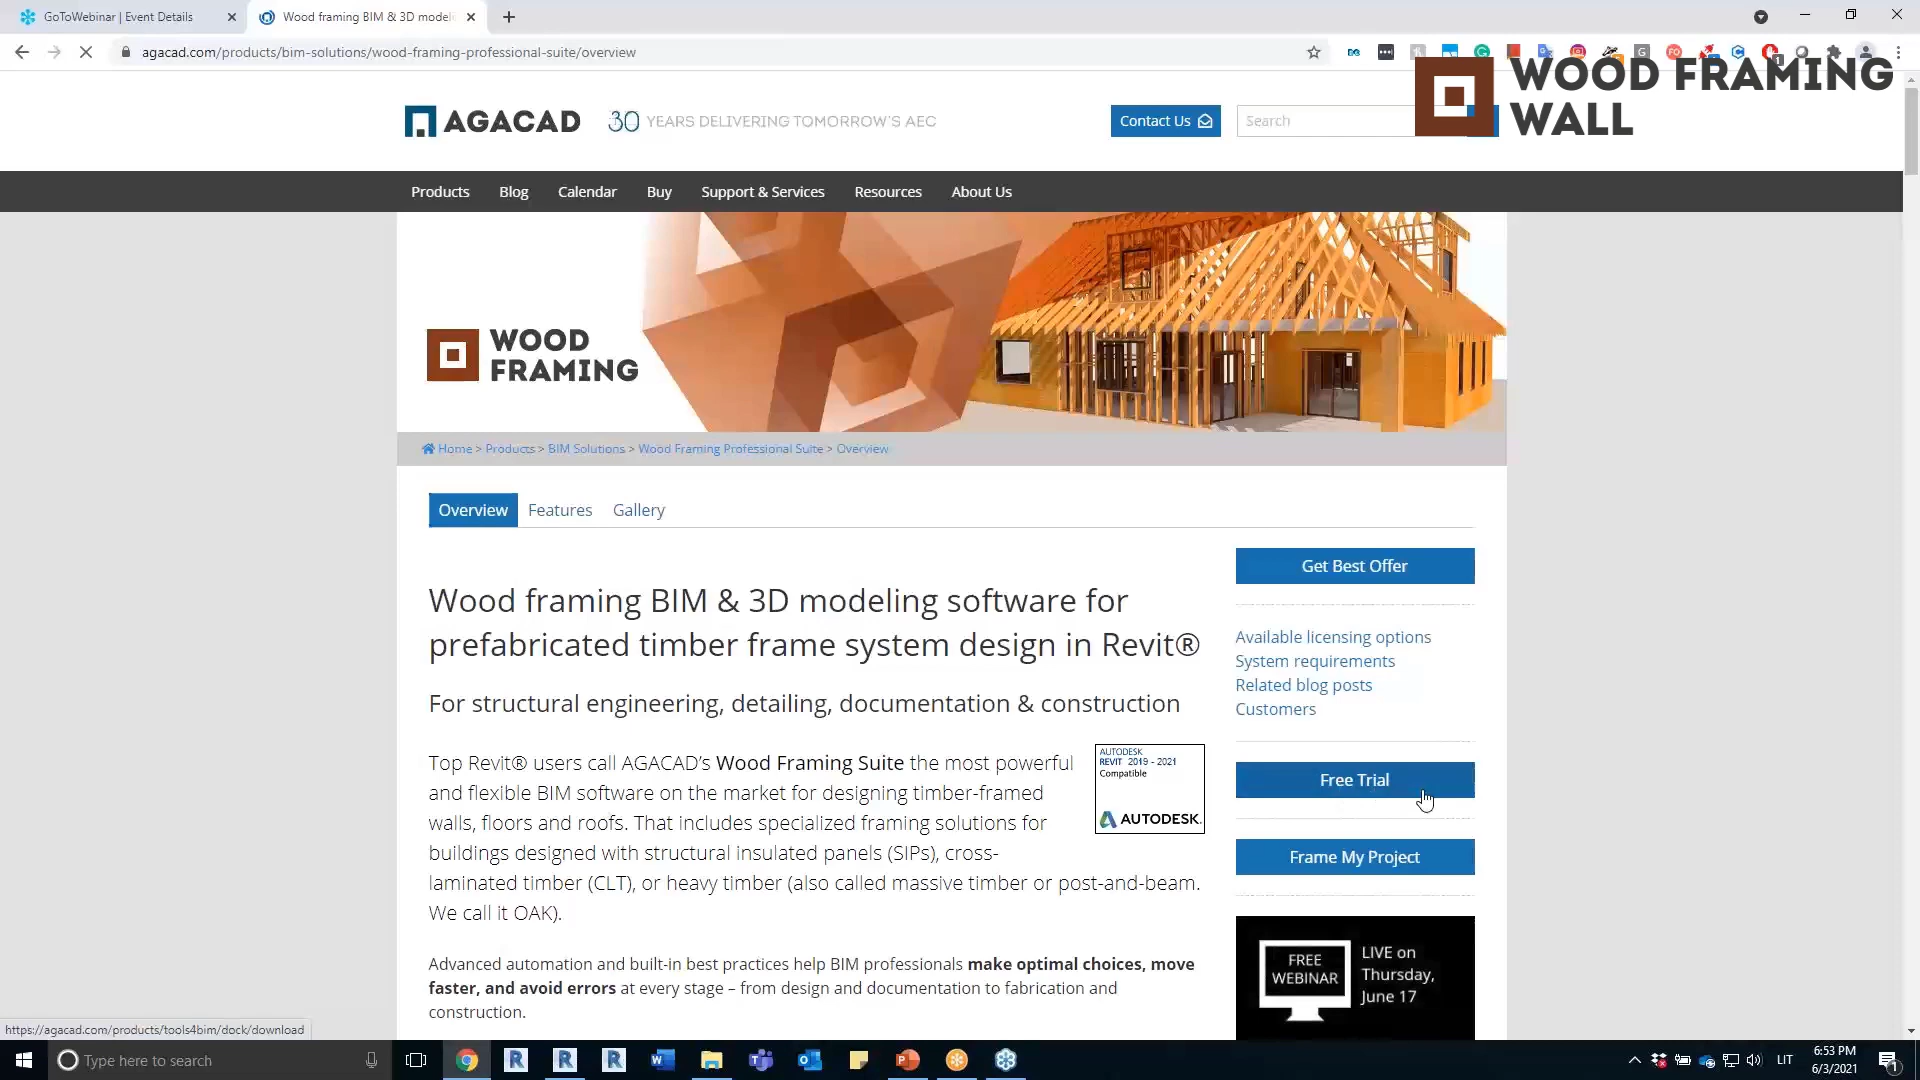 GoToWebinar | Event Details
Wood framing BIM & 3D model
agacad.com/products/bim-solutions/wood-framing-professional-suite/overview
WOOD FRAMING
WALL
AGACAD
30 YEARS DELIVERING TOMORROW'S AEC
Contact Us
Search
Products
Blog
Calendar
Buy
Support & Services
Resources
About Us
WOOD
FRAMING
Home > Products > BIM Solutions > Wood Framing Professional Suite > Overview
Overview
Features
Gallery
Wood framing BIM & 3D modeling software for
prefabricated timber frame system design in Revit®
For structural engineering, detailing, documentation & construction
Top Revit® users call AGACAD's Wood Framing Suite the most powerful
and flexible BIM software on the market for designing timber-framed
walls, floors and roofs. That includes specialized framing solutions for
buildings designed with structural insulated panels (SIPs), cross-
laminated timber (CLT), or heavy timber (also called massive timber or post-and-beam.
We call it OAK).
AUTODESK
REVIT 2019 - 2021
Compatible
AUTODESK.
Advanced automation and built-in best practices help BIM professionals make optimal choices, move
faster, and avoid errors at every stage – from design and documentation to fabrication and
construction.
Get Best Offer
Available licensing options
System requirements
Related blog posts
Customers
Free Trial
Frame My Project
FREE
WEBINAR
LIVE on
Thursday,
June 17
https://agacad.com/products/tools4bim/dock/download
Type here to search
LIT
6:53 PM
6/3/2021
1